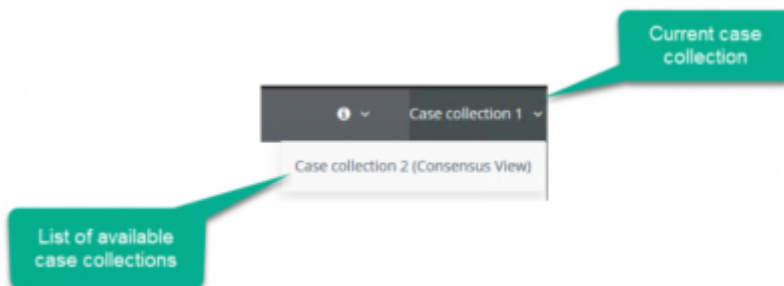 Current case
collection
Case collection 1
Case collection 2 (Consensus View)
List of available
case collections